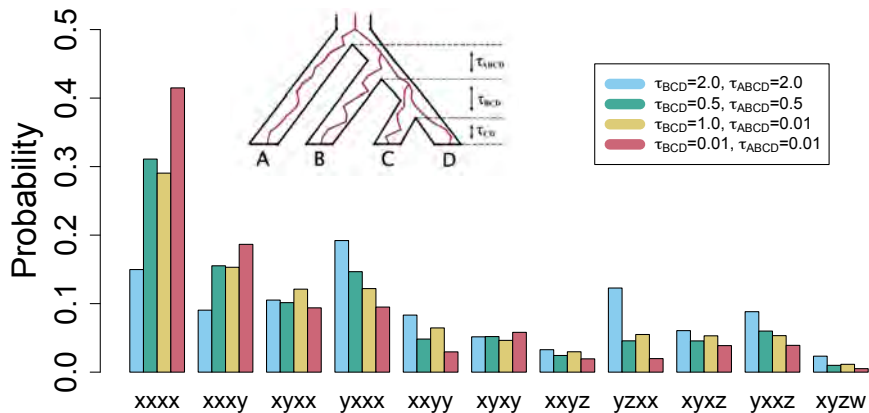 0.5
0.4
0.3
0.2
0.1
0.0
Probability
τABCD
τBCD
τCD
A B C D
τBCD=2.0, τABCD=2.0
τBCD=0.5, τABCD=0.5
τBCD=1.0, τABCD=0.01
τBCD=0.01, τABCD=0.01
xxxx xxxy xyxx yxxx xxyy xyxy xxyz yzxx xyxz yxxz xyzw